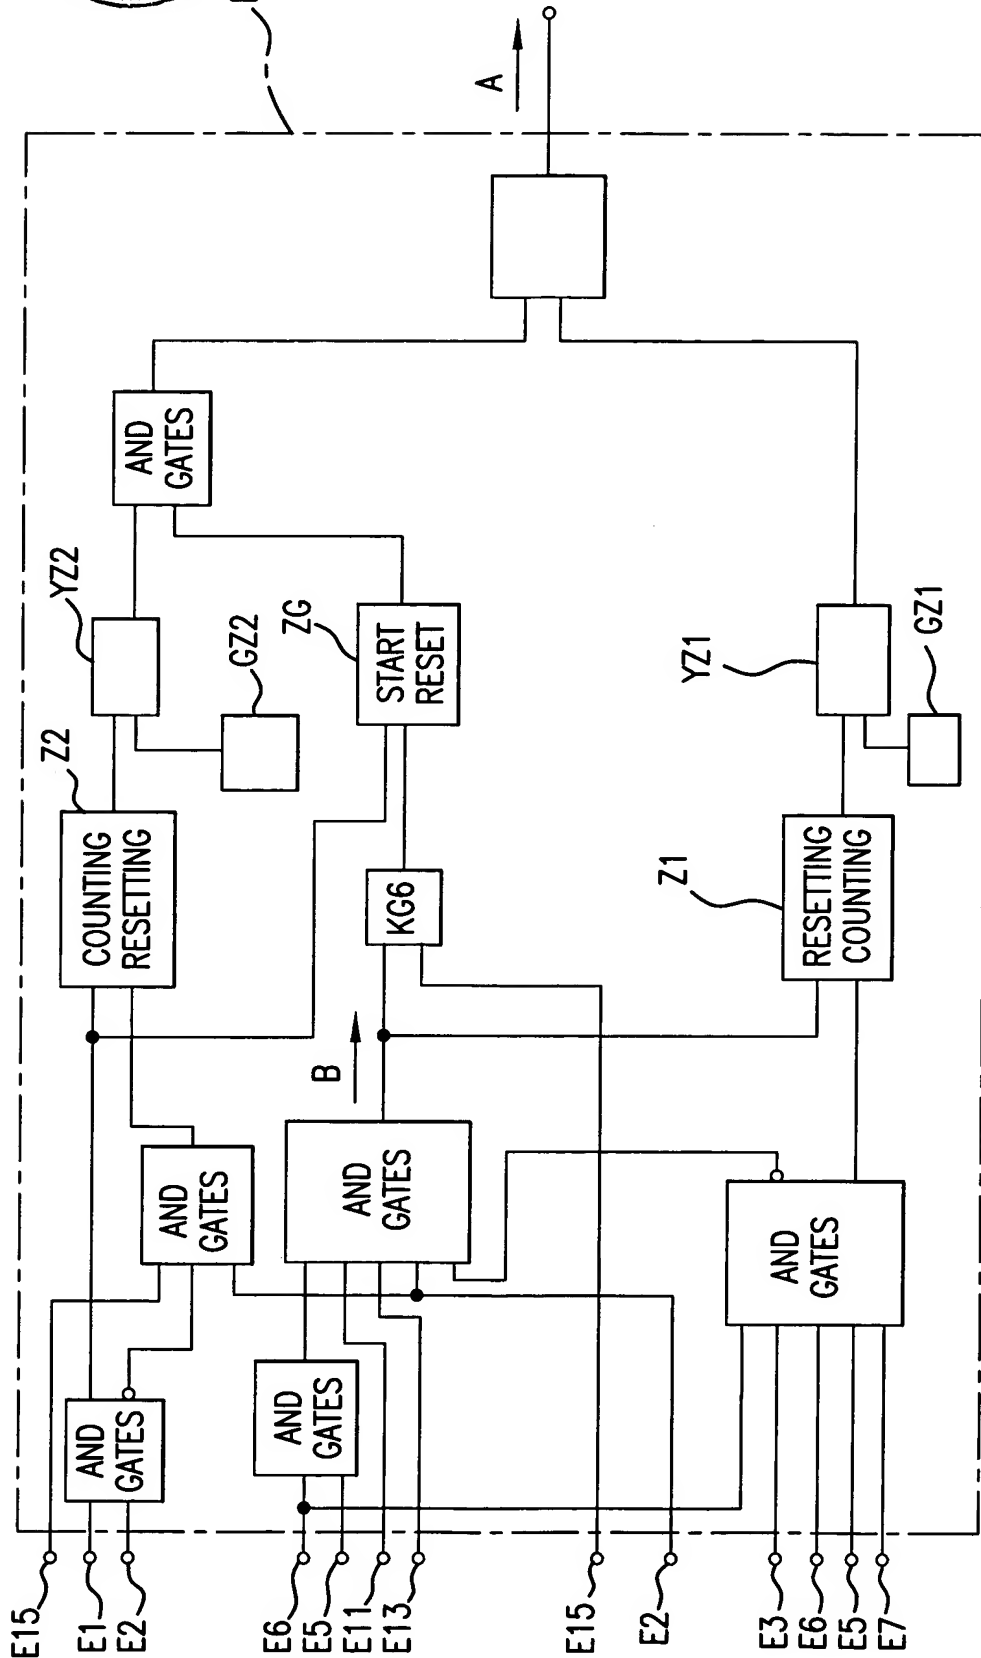 A
AND
GATES
YZ2
GZ2
ZG
START
RESET
YZ1
GZ1
Z2
COUNTING
RESETTING
KG6
Z1
RESETTING
COUNTING
B
AND
GATES
AND
GATES
AND
GATES
AND
GATES
AND
GATES
E15
E1
E2
E6
E5
E11
E13
E15
E2
E3
E6
E5
E7